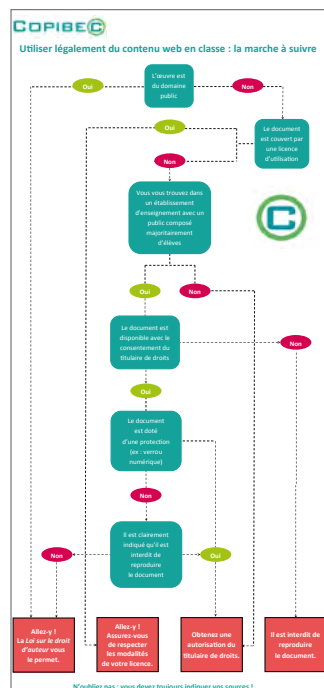 COPIBEC
Utiliser légalement du contenu web en classe : la marche à suivre
L'œuvre est
du domaine
public
Oui
Non
Le document
est couvert par
une licence
d'utilisation
Oui
Non
Vous vous trouvez dans
un établissement
d'enseignement avec un
public composé
majoritairement
d'élèves
C
Oui
Non
Le document est
disponible avec le
consentement du
titulaire de droits
Non
Oui
Le document
est doté
d'une protection
(ex : verrou
numérique)
Non
Il est clairement
indiqué qu'il est
interdit de
reproduire
le document
Non
Oui
Allez-y !
La Loi sur le droit
d'auteur vous
le permet.
Allez-y !
Assurez-vous
de respecter
les modalités
de votre licence.
Obtenez une
autorisation du
titulaire de droits.
Il est interdit de
reproduire
le document.
N'oubliez pas : vous devez toujours indiquer vos sources !